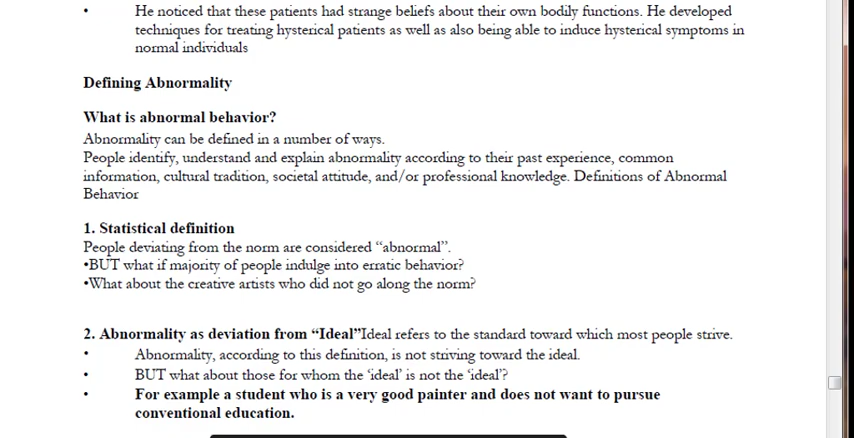 • He noticed that these patients had strange beliefs about their own bodily functions. He developed
techniques for treating hysterical patients as well as also being able to induce hysterical symptoms in
normal individuals
Defining Abnormality
What is abnormal behavior?
Abnormality can be defined in a number of ways.
People identify, understand and explain abnormality according to their past experience, common
information, cultural tradition, societal attitude, and/or professional knowledge. Definitions of Abnormal
Behavior
1. Statistical definition
People deviating from the norm are considered “abnormal”.
•BUT what if majority of people indulge into erratic behavior?
•What about the creative artists who did not go along the norm?
2. Abnormality as deviation from “Ideal”Ideal refers to the standard toward which most people strive.
• Abnormality, according to this definition, is not striving toward the ideal.
• BUT what about those for whom the ‘ideal’ is not the ‘ideal’?
• For example a student who is a very good painter and does not want to pursue
conventional education.